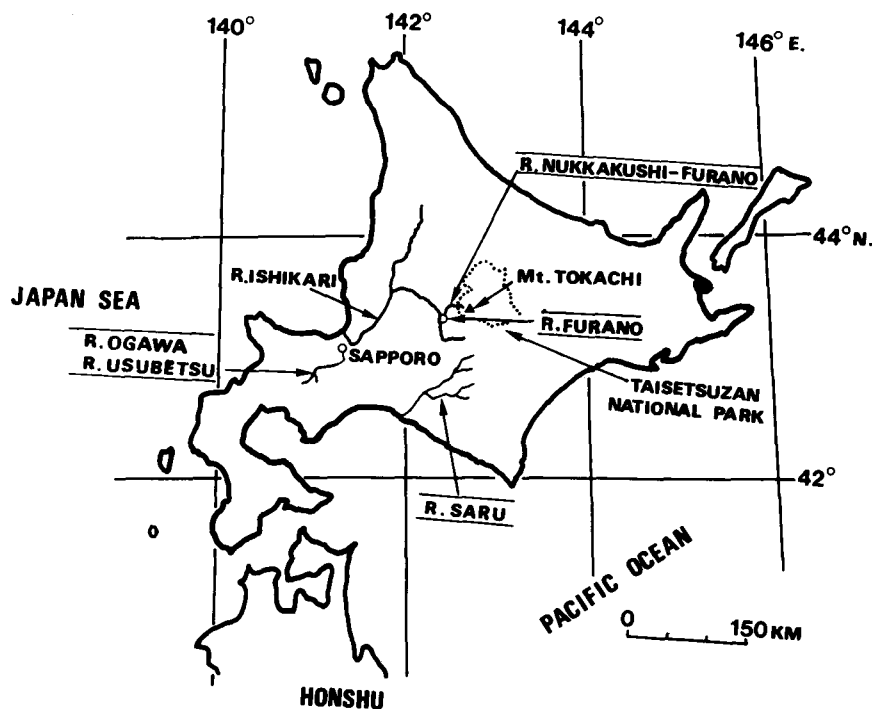 140°
142°
144°
146° E.
R.NUKKAKUSHI-FURANO
44° N.
R.ISHIKARI
Mt. TOKACHI
JAPAN SEA
R.FURANO
R.OGAWA
R.USUBETSU
SAPPORO
TAISETSUZAN
NATIONAL PARK
42°
R.SARU
PACIFIC OCEAN
0 150 KM
HONSHU